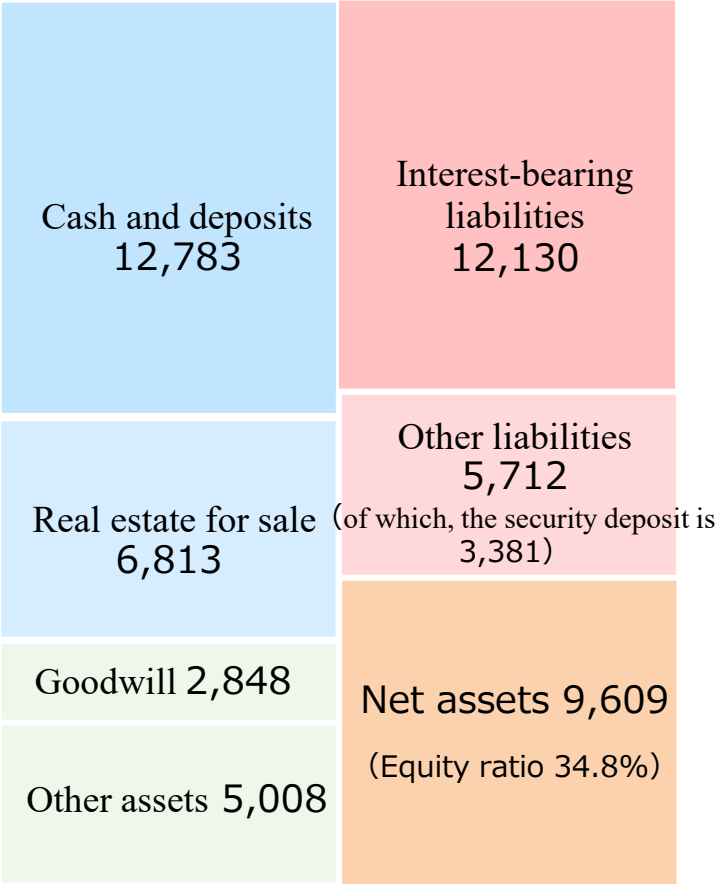 Cash and deposits
12,783
Real estate for sale
6,813
Goodwill 2,848
Other assets 5,008
Interest-bearing
liabilities
12,130
Other liabilities
5,712
（of which, the security deposit is
3,381）
Net assets 9,609
（Equity ratio 34.8%）